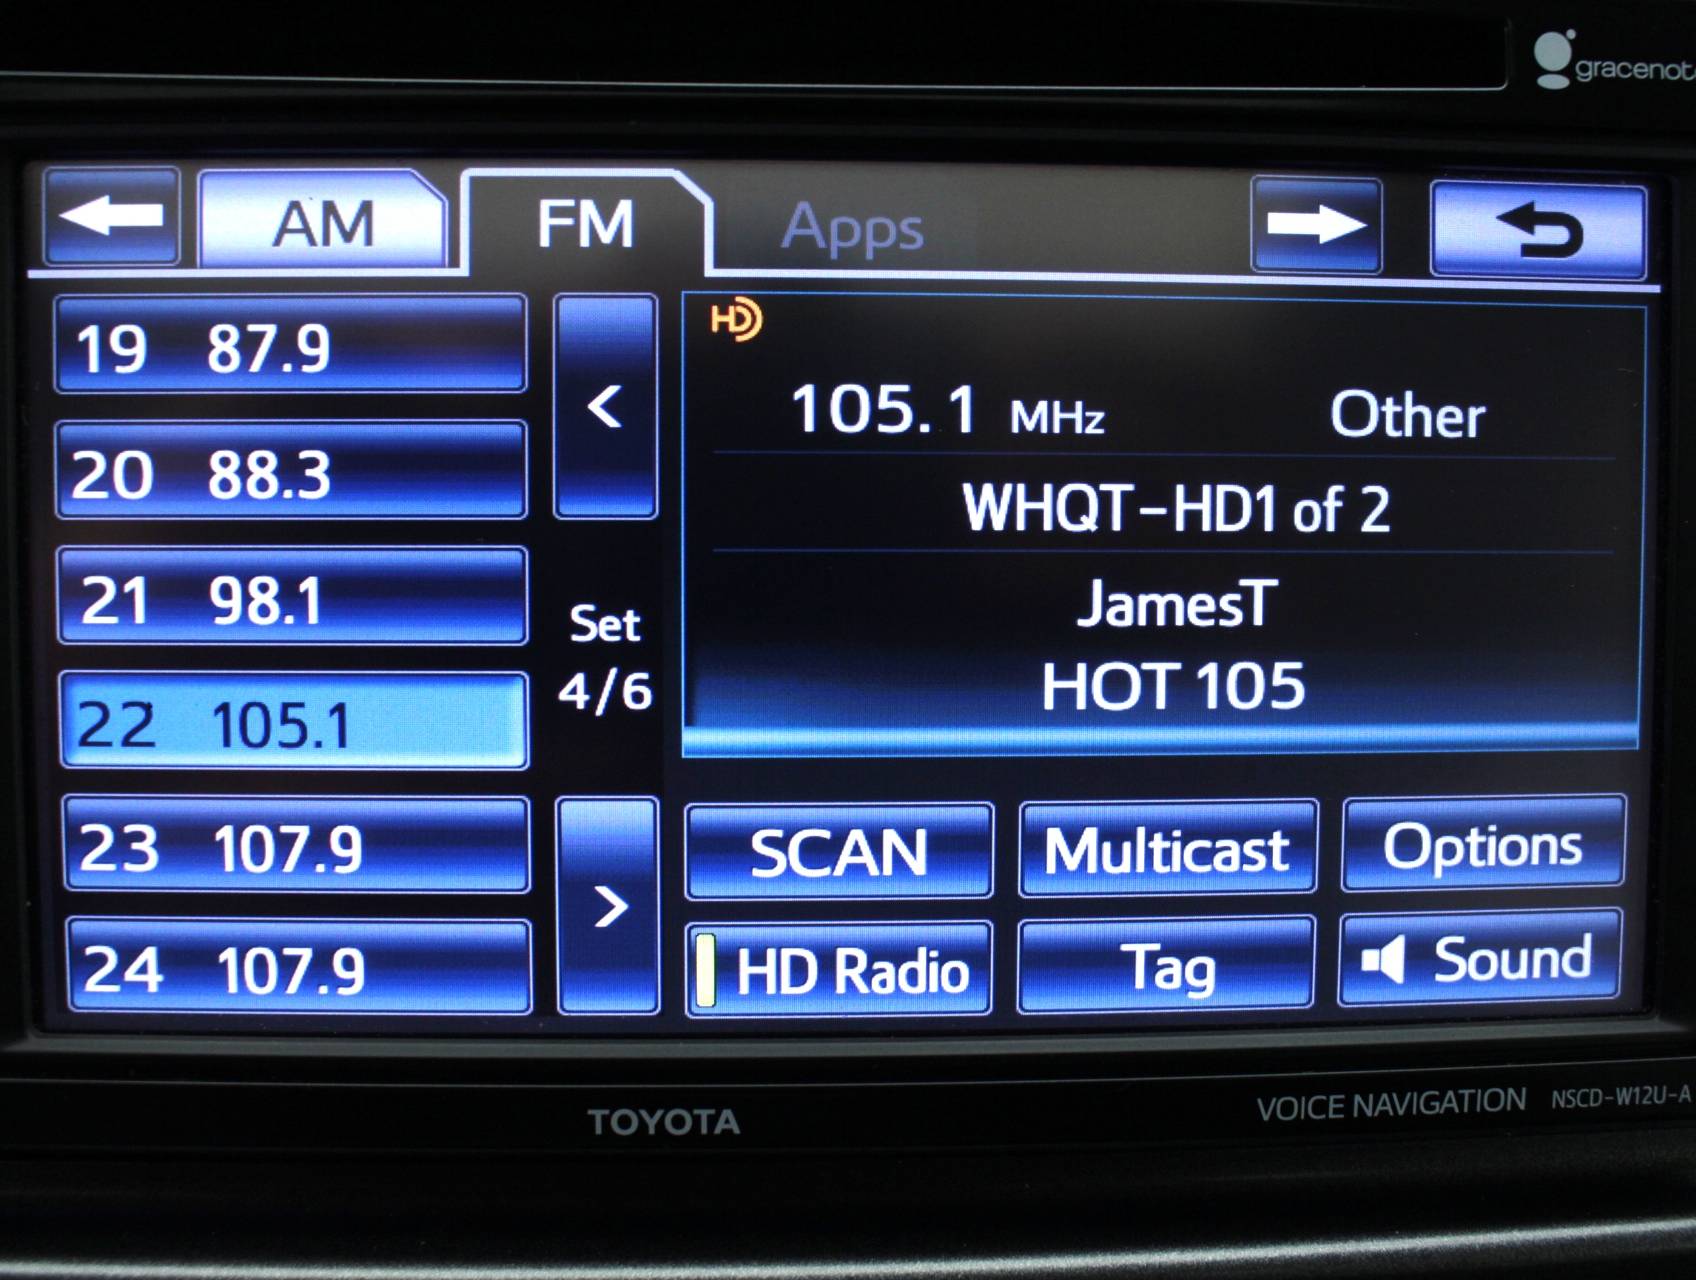 gracenot
AM
FM
Apps
19 87.9
20 88.3
21 98.1
22 105.1
23 107.9
24 107.9
<
Set
4/6
>
HD
105.1 MHz Other
WHQT-HD1 of 2
JamesT
HOT 105
SCAN Multicast Options
HD Radio Tag Sound
TOYOTA
VOICE NAVIGATION NSCD-W12U-A